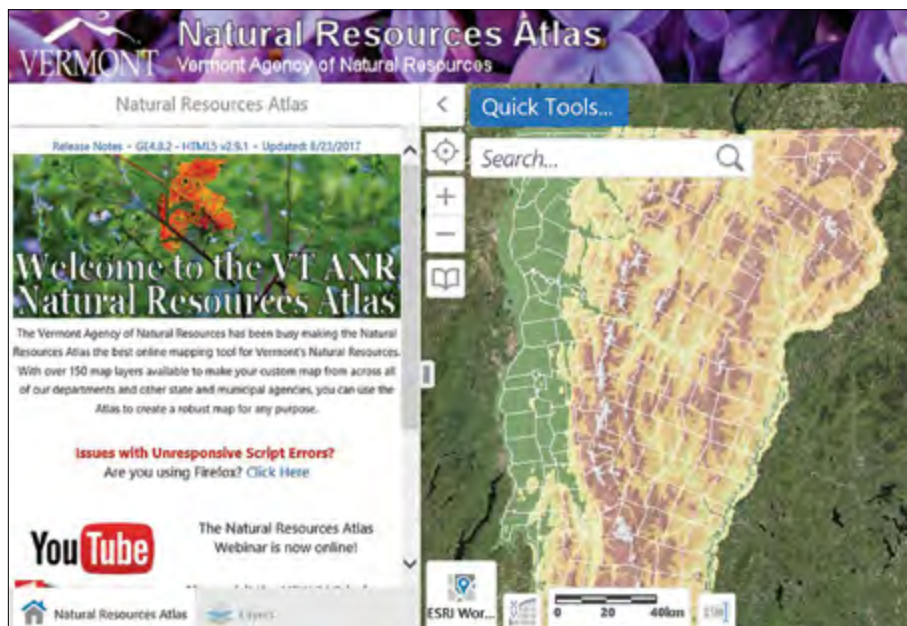 VERMONT
Natural Resources Atlas
Vermont Agency of Natural Resources
Natural Resources Atlas
Release Notes - GE4.8.2 - HTML5 v2.9.1 - Updated: 8/23/2017
Welcome to the VT ANR
Natural Resources Atlas
The Vermont Agency of Natural Resources has been busy making the Natural
Resources Atlas the best online mapping tool for Vermont's Natural Resources.
With over 150 map layers available to make your custom map from across all
of our departments and other state and municipal agencies, you can use the
Atlas to create a robust map for any purpose.
Issues with Unresponsive Script Errors?
Are you using Firefox? Click Here
YouTube
The Natural Resources Atlas
Webinar is now online!
Natural Resources Atlas
Layers
Quick Tools...
Search...
ESRI Wor...
0 20 40km